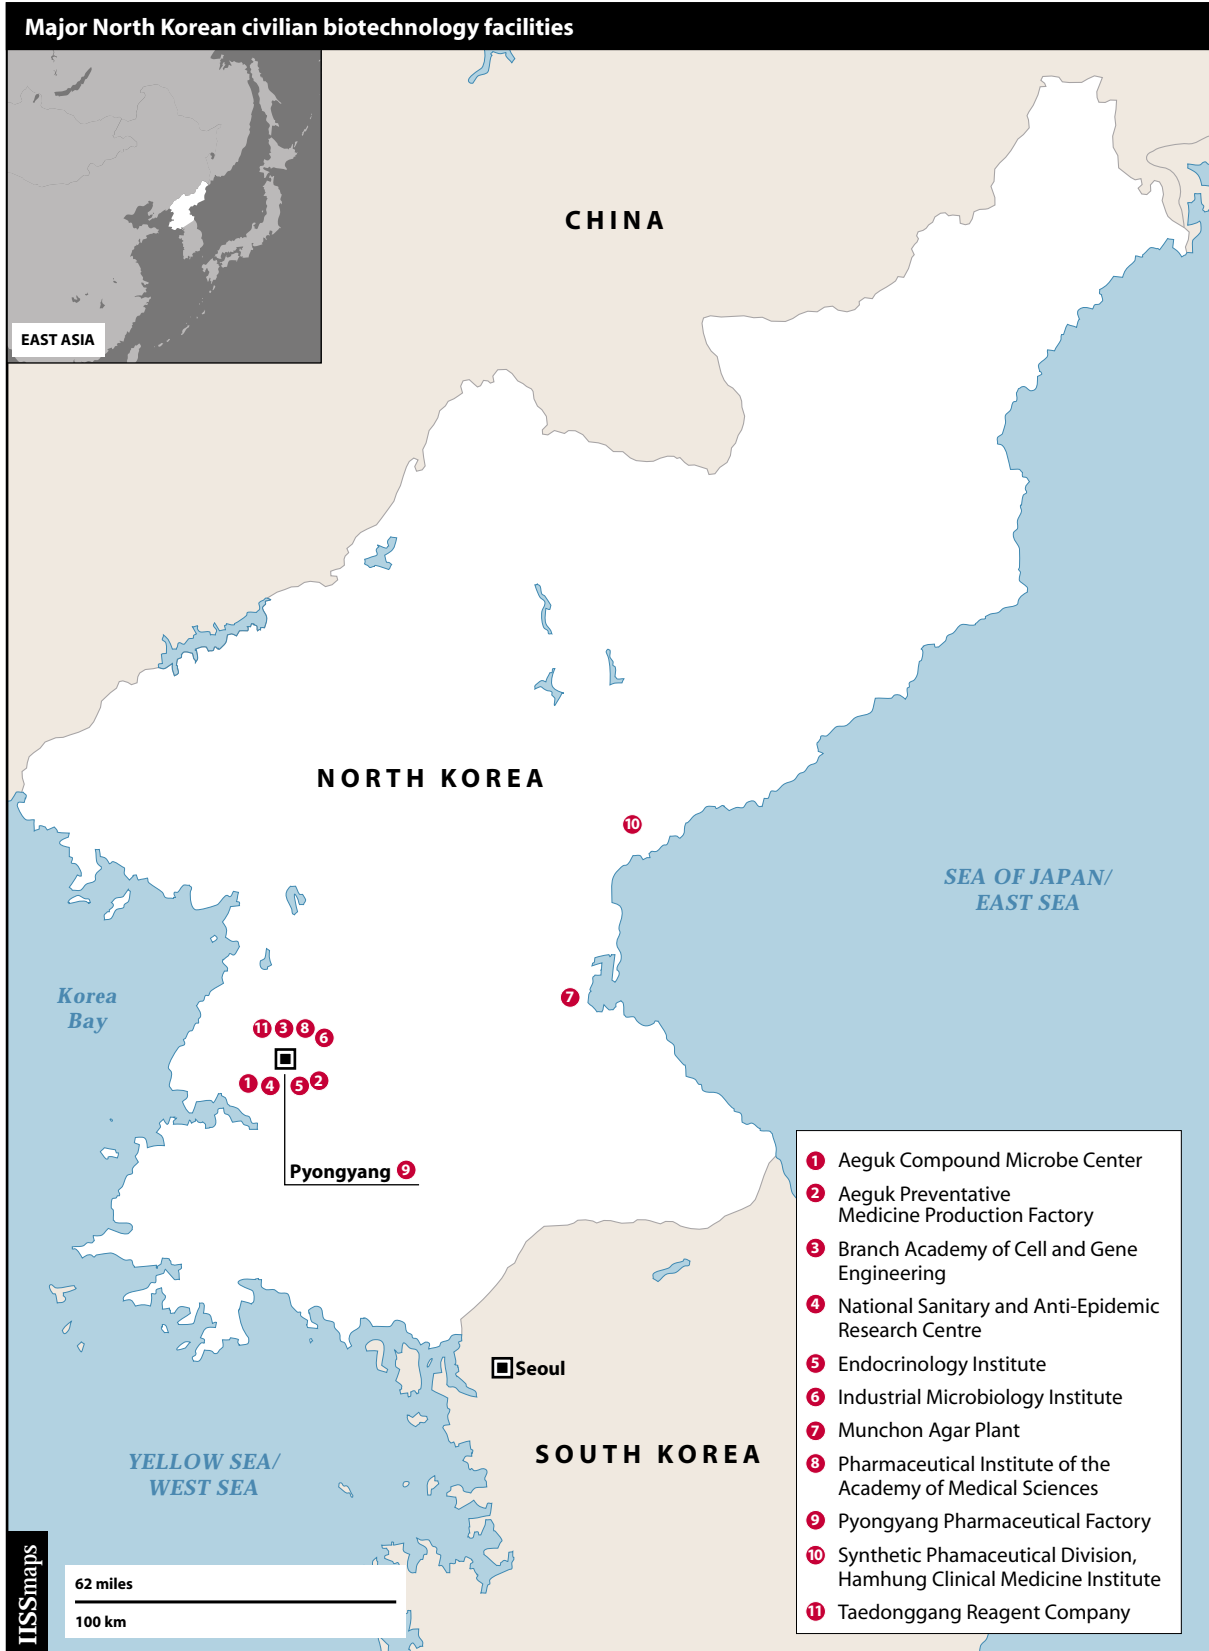 Major North Korean civilian biotechnology facilities
EAST ASIA
CHINA
NORTH KOREA
10
SEA OF JAPAN/
EAST SEA
Korea
Bay
7
11 3 8 6
1 4 5 2
Pyongyang 9
Seoul
SOUTH KOREA
YELLOW SEA/
WEST SEA
1 Aeguk Compound Microbe Center
2 Aeguk Preventative
Medicine Production Factory
3 Branch Academy of Cell and Gene
Engineering
4 National Sanitary and Anti-Epidemic
Research Centre
5 Endocrinology Institute
6 Industrial Microbiology Institute
7 Munchon Agar Plant
8 Pharmaceutical Institute of the
Academy of Medical Sciences
9 Pyongyang Pharmaceutical Factory
10 Synthetic Phamaceutical Division,
Hamhung Clinical Medicine Institute
11 Taedonggang Reagent Company
62 miles
100 km
IISSmaps